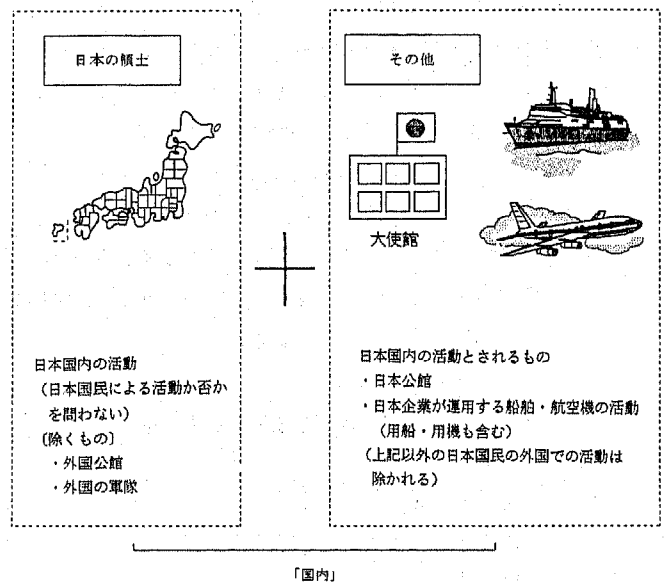 日本の領土
日本国内の活動
(日本国民による活動か否か
を問わない)
〔除くもの〕
・外国公館
・外国の軍隊
その他
大使館
日本国内の活動とされるもの
・日本公館
・日本企業が運用する船舶・航空機の活動
(用船・用機も含む)
(上記以外の日本国民の外国での活動は
除かれる)
「国内」